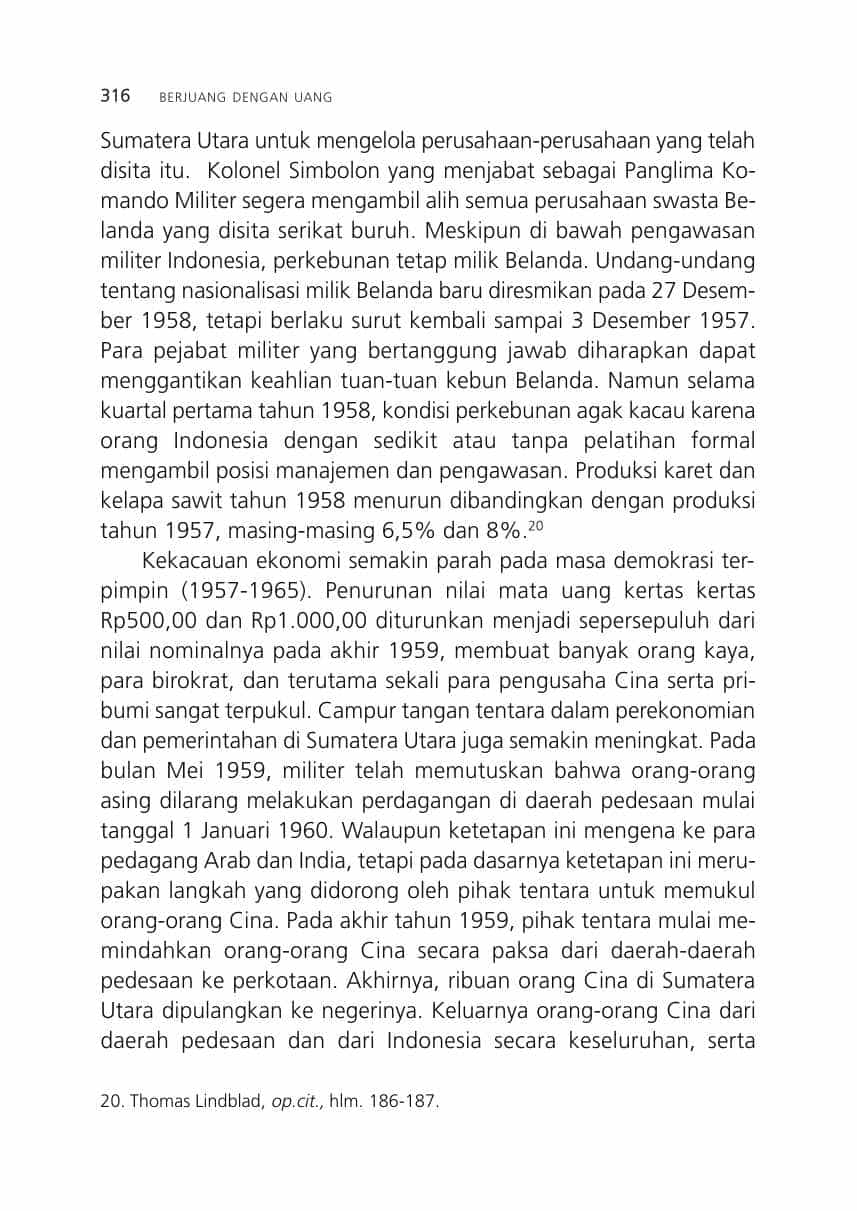 316 BERJUANG DENGAN UANG
Sumatera Utara untuk mengelola perusahaan-perusahaan yang telah
disita itu. Kolonel Simbolon yang menjabat sebagai Panglima Ko-
mando Militer segera mengambil alih semua perusahaan swasta Be-
landa yang disita serikat buruh. Meskipun di bawah pengawasan
militer Indonesia, perkebunan tetap milik Belanda. Undang-undang
tentang nasionalisasi milik Belanda baru diresmikan pada 27 Desem-
ber 1958, tetapi berlaku surut kembali sampai 3 Desember 1957.
Para pejabat militer yang bertanggung jawab diharapkan dapat
menggantikan keahlian tuan-tuan kebun Belanda. Namun selama
kuartal pertama tahun 1958, kondisi perkebunan agak kacau karena
orang Indonesia dengan sedikit atau tanpa pelatihan formal
mengambil posisi manajemen dan pengawasan. Produksi karet dan
kelapa sawit tahun 1958 menurun dibandingkan dengan produksi
tahun 1957, masing-masing 6,5% dan 8%.20
Kekacauan ekonomi semakin parah pada masa demokrasi ter-
pimpin (1957-1965). Penurunan nilai mata uang kertas kertas
Rp500,00 dan Rp1.000,00 diturunkan menjadi sepersepuluh dari
nilai nominalnya pada akhir 1959, membuat banyak orang kaya,
para birokrat, dan terutama sekali para pengusaha Cina serta pri-
bumi sangat terpukul. Campur tangan tentara dalam perekonomian
dan pemerintahan di Sumatera Utara juga semakin meningkat. Pada
bulan Mei 1959, militer telah memutuskan bahwa orang-orang
asing dilarang melakukan perdagangan di daerah pedesaan mulai
tanggal 1 Januari 1960. Walaupun ketetapan ini mengena ke para
pedagang Arab dan India, tetapi pada dasarnya ketetapan ini meru-
pakan langkah yang didorong oleh pihak tentara untuk memukul
orang-orang Cina. Pada akhir tahun 1959, pihak tentara mulai me-
mindahkan orang-orang Cina secara paksa dari daerah-daerah
pedesaan ke perkotaan. Akhirnya, ribuan orang Cina di Sumatera
Utara dipulangkan ke negerinya. Keluarnya orang-orang Cina dari
daerah pedesaan dan dari Indonesia secara keseluruhan, serta
20. Thomas Lindblad, op.cit., hlm. 186-187.